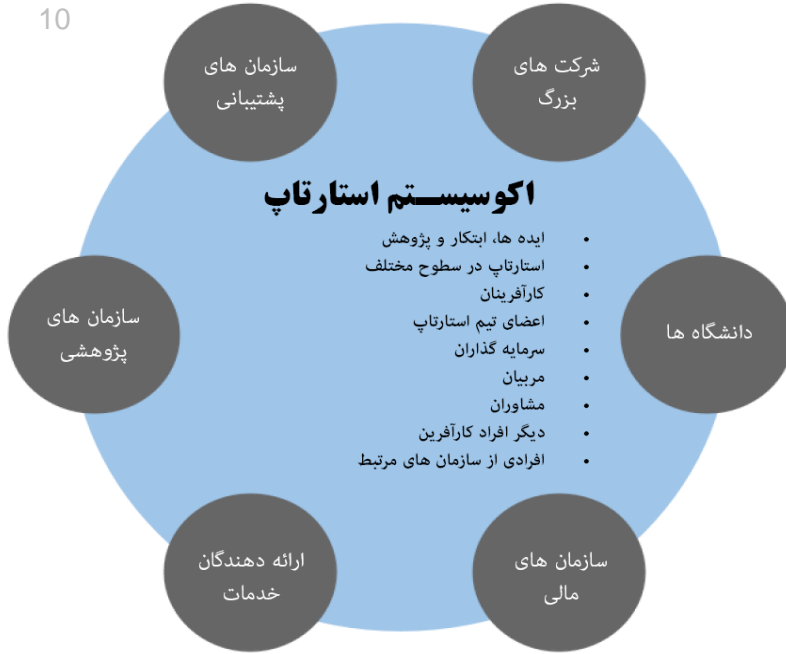 10
شرکت های
بزرگ
سازمان های
پشتیبانی
اکوسیستم استارتاپ
• ایده ها، ابتکار و پژوهش
• استارتاپ در سطوح مختلف
• کارآفرینان
• اعضای تیم استارتاپ
• سرمایه گذاران
• مربیان
• مشاوران
• دیگر افراد کارآفرین
• افرادی از سازمان های مرتبط
دانشگاه ها
سازمان های
پژوهشی
سازمان های
مالی
ارائه دهندگان
خدمات